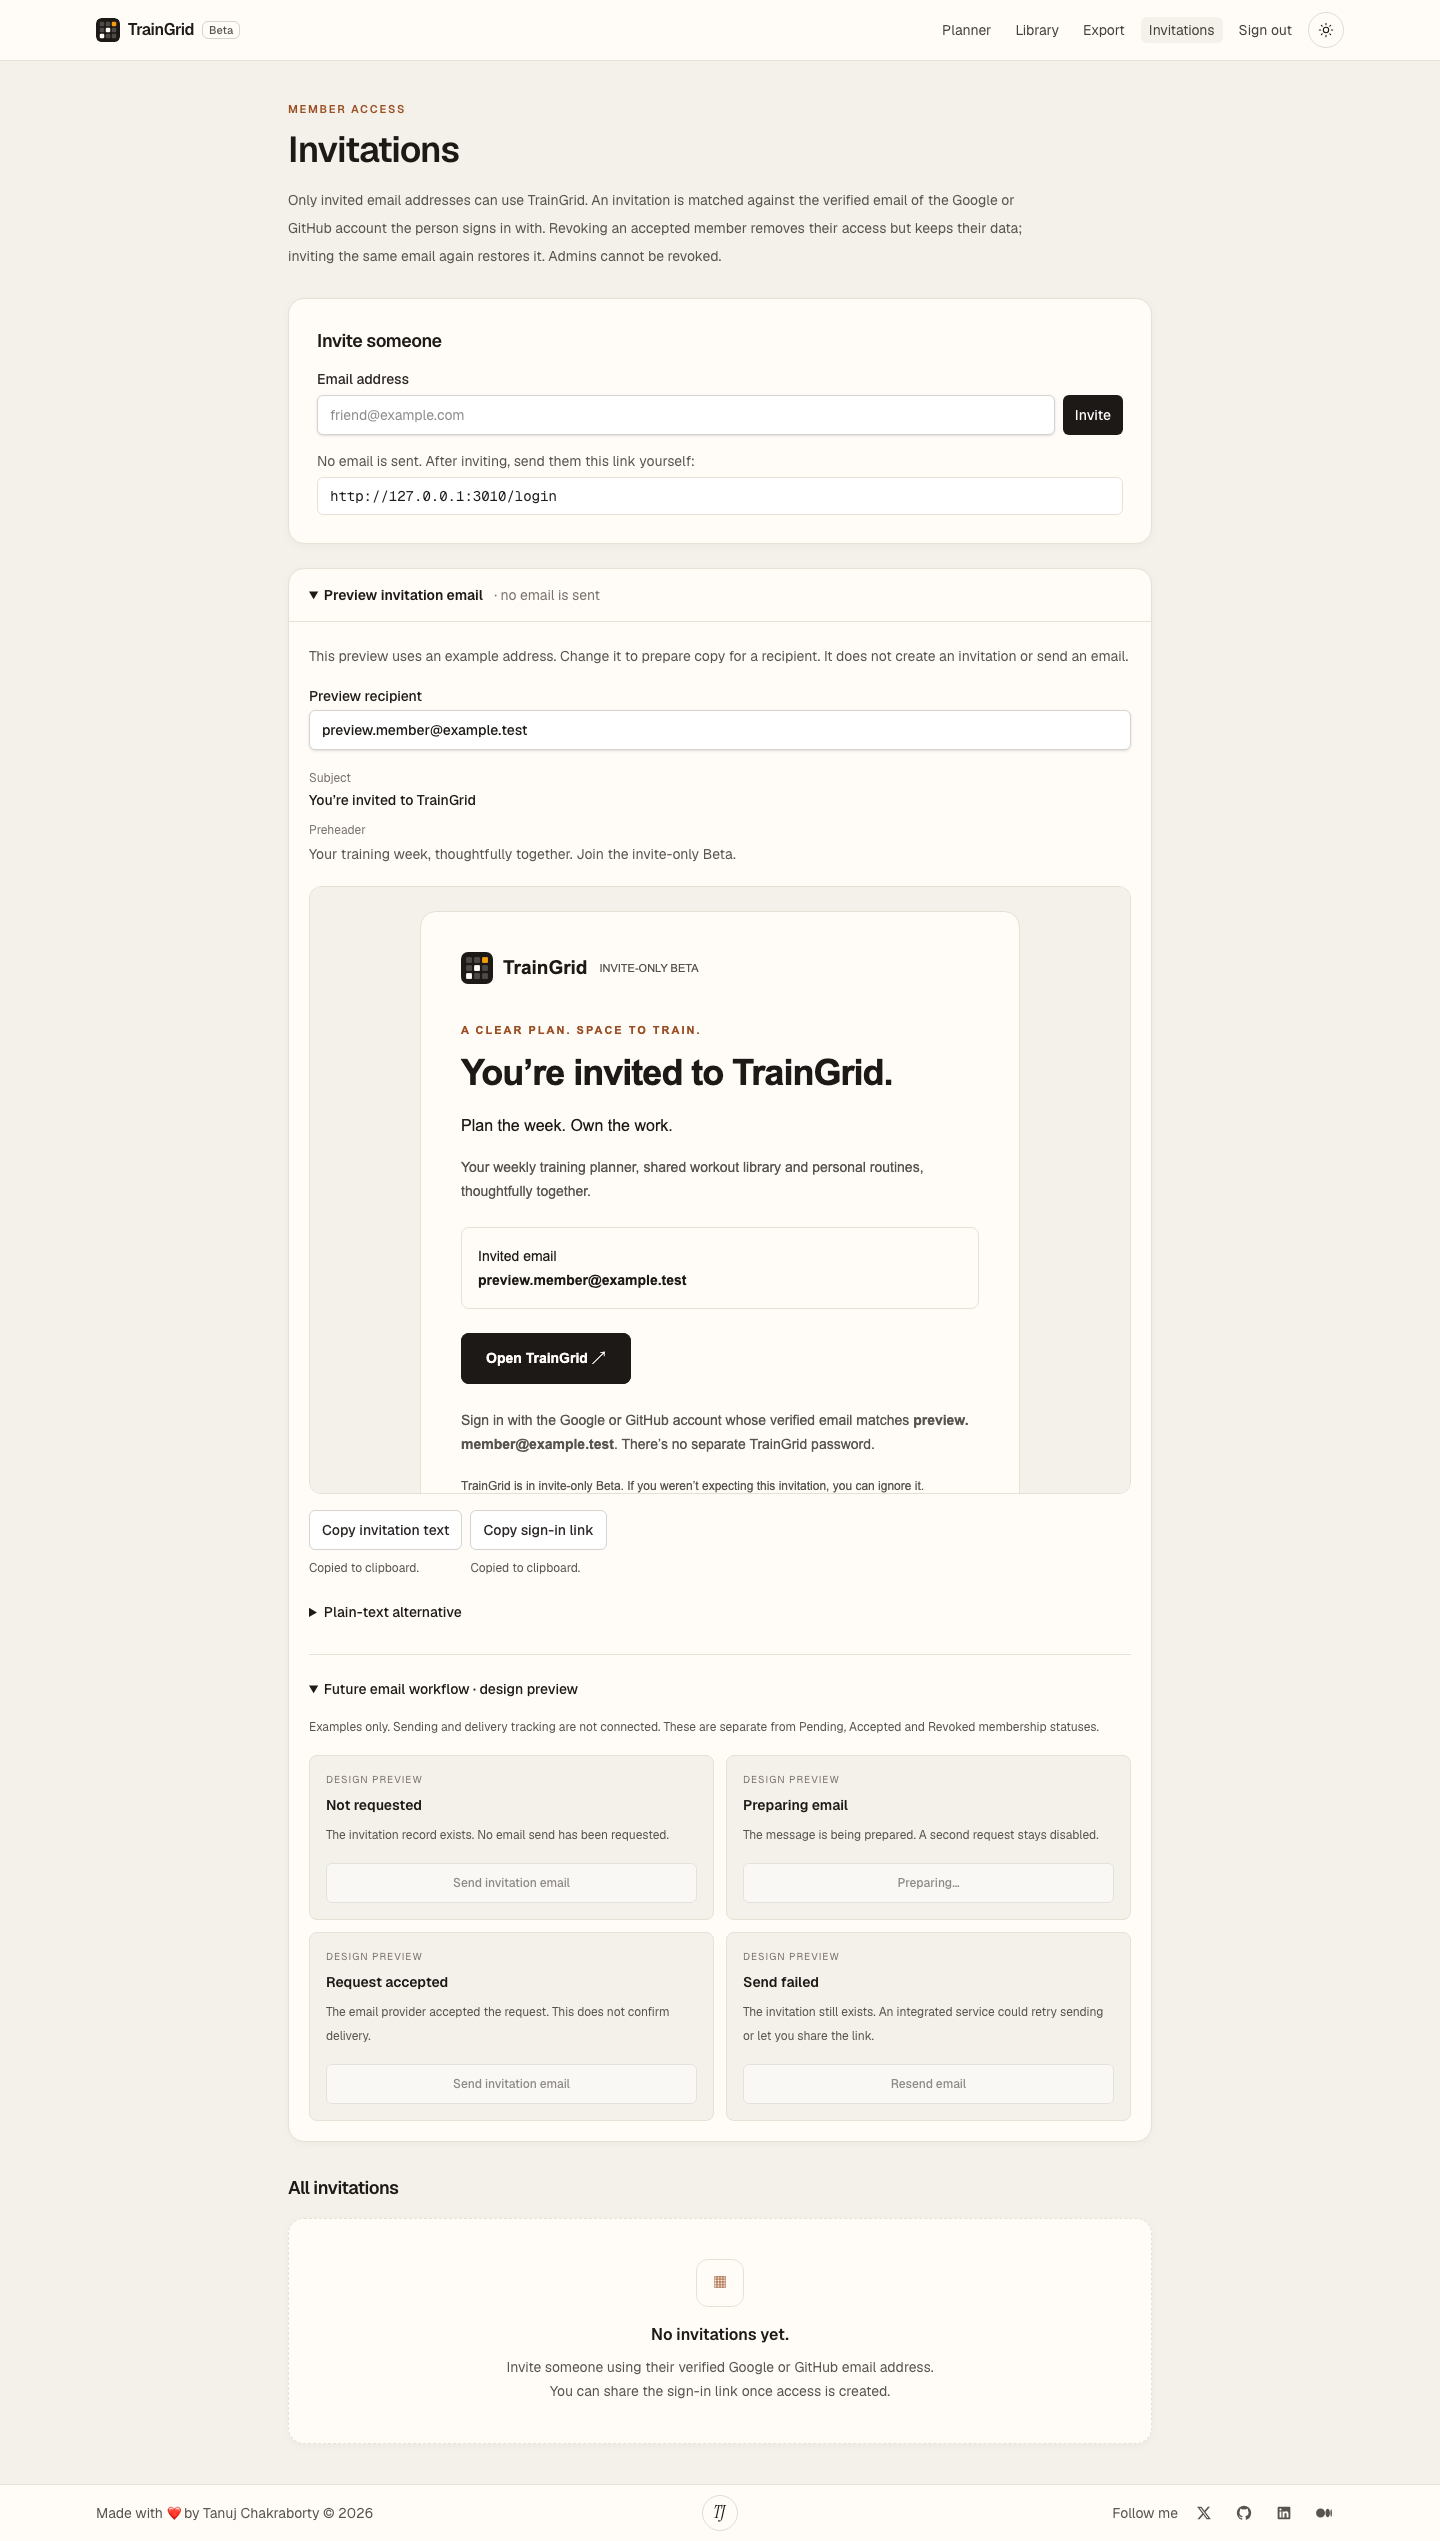 TrainGrid Beta
Planner Library Export Invitations Sign out
MEMBER ACCESS
Invitations
Only invited email addresses can use TrainGrid. An invitation is matched against the verified email of the Google or
GitHub account the person signs in with. Revoking an accepted member removes their access but keeps their data;
inviting the same email again restores it. Admins cannot be revoked.
Invite someone
Email address
friend@example.com
Invite
No email is sent. After inviting, send them this link yourself:
http://127.0.0.1:3010/login
▼ Preview invitation email · no email is sent
This preview uses an example address. Change it to prepare copy for a recipient. It does not create an invitation or send an email.
Preview recipient
preview.member@example.test
Subject
You’re invited to TrainGrid
Preheader
Your training week, thoughtfully together. Join the invite-only Beta.
TrainGrid INVITE-ONLY BETA
A CLEAR PLAN. SPACE TO TRAIN.
You’re invited to TrainGrid.
Plan the week. Own the work.
Your weekly training planner, shared workout library and personal routines,
thoughtfully together.
Invited email
preview.member@example.test
Open TrainGrid ↗
Sign in with the Google or GitHub account whose verified email matches preview.
member@example.test. There’s no separate TrainGrid password.
TrainGrid is in invite-only Beta. If you weren’t expecting this invitation, you can ignore it.
Copy invitation text
Copy sign-in link
Copied to clipboard.
Copied to clipboard.
▶ Plain-text alternative
▼ Future email workflow · design preview
Examples only. Sending and delivery tracking are not connected. These are separate from Pending, Accepted and Revoked membership statuses.
DESIGN PREVIEW
Not requested
The invitation record exists. No email send has been requested.
Send invitation email
DESIGN PREVIEW
Preparing email
The message is being prepared. A second request stays disabled.
Preparing…
DESIGN PREVIEW
Request accepted
The email provider accepted the request. This does not confirm
delivery.
Send invitation email
DESIGN PREVIEW
Send failed
The invitation still exists. An integrated service could retry sending
or let you share the link.
Resend email
All invitations
No invitations yet.
Invite someone using their verified Google or GitHub email address.
You can share the sign-in link once access is created.
Made with ❤️ by Tanuj Chakraborty © 2026
TJ
Follow me